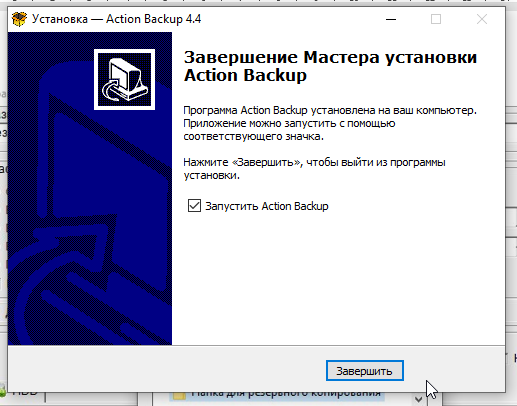 Установка — Action Backup 4.4
Завершение Мастера установки
Action Backup
Программа Action Backup установлена на ваш компьютер.
Приложение можно запустить с помощью
соответствующего значка.
Нажмите «Завершить», чтобы выйти из программы
установки.
Запустить Action Backup
Завершить
Папка для резервного копирования